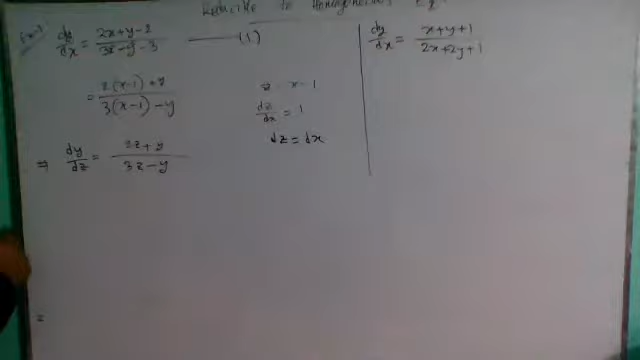 Reducible to Homogeneous Eq.
dy/dx = (2x+y-2)/(3x-y-3) ——— (1)
= (2(x-1)+y)/(3(x-1)-y)
z = x-1
dz/dx = 1
dz = dx
⇒ dy/dz = (2z+y)/(3z-y)
=
dy/dx = (x+y+1)/(2x+2y+1)